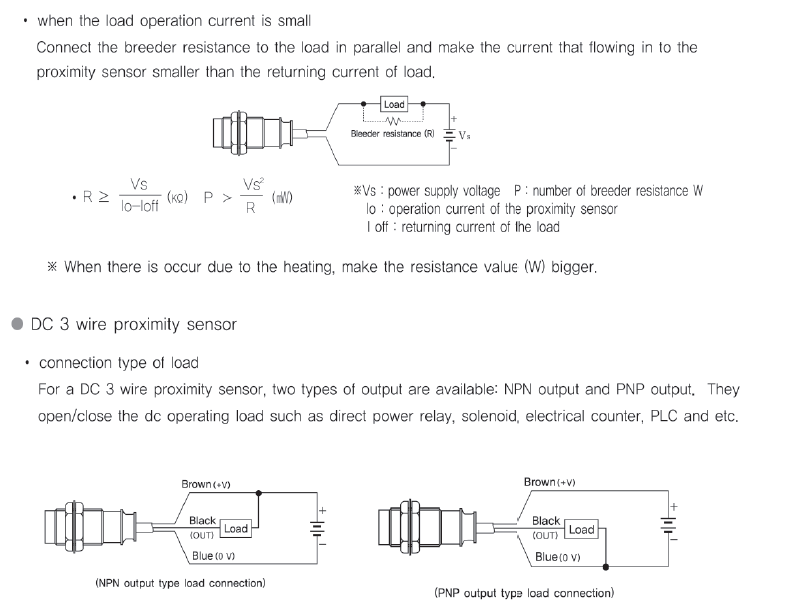 • when the load operation current is small
Connect the breeder resistance to the load in parallel and make the current that flowing in to the
proximity sensor smaller than the returning current of load.
Load
Bleeder resistance (R)
+
Vs
−
• R ≥ Vs / Io-Ioff (KΩ) P > Vs² / R (mW)
※Vs : power supply voltage P : number of breeder resistance W
Io : operation current of the proximity sensor
I off : returning current of the load
※ When there is occur due to the heating, make the resistance value (W) bigger.
● DC 3 wire proximity sensor
• connection type of load
For a DC 3 wire proximity sensor, two types of output are available: NPN output and PNP output. They
open/close the dc operating load such as direct power relay, solenoid, electrical counter, PLC and etc.
Brown(+V)
Black
(OUT)
Load
Blue(0 V)
+
−
(NPN output type load connection)
Brown(+V)
Black
(OUT)
Load
Blue(0 V)
+
−
(PNP output type load connection)